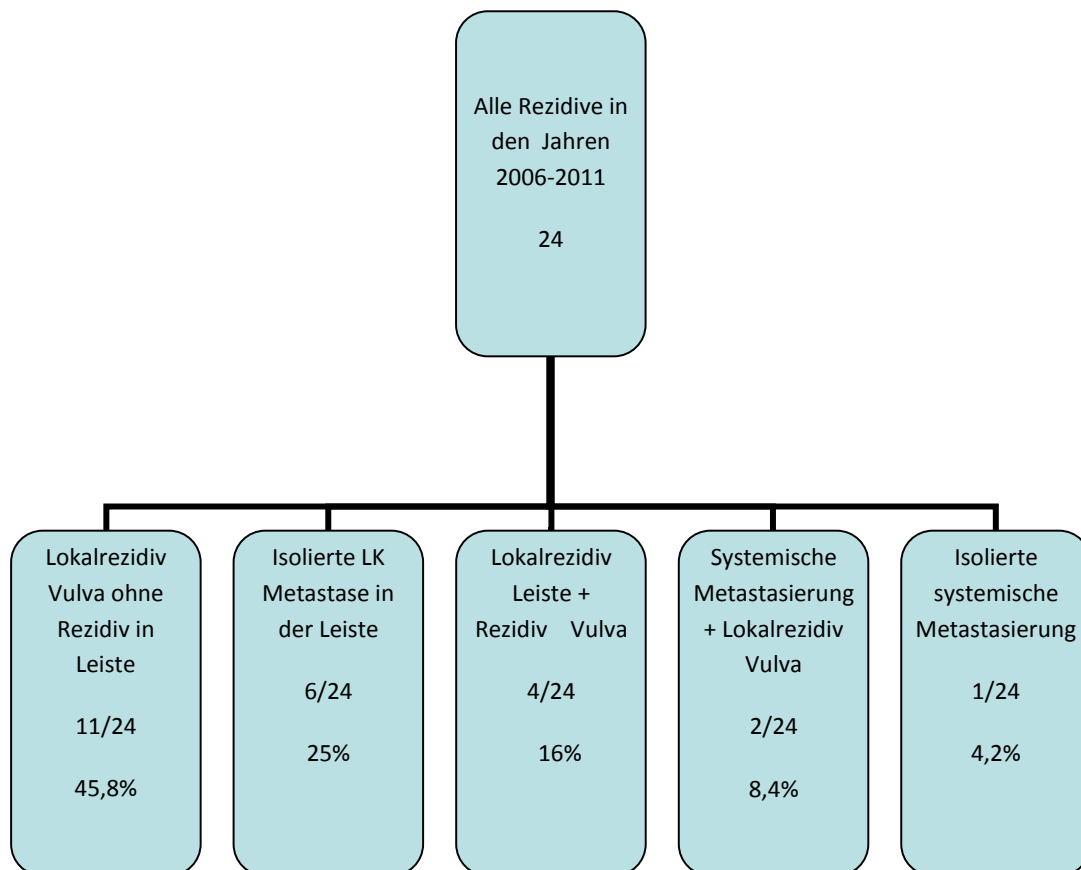 Alle Rezidive in
den Jahren
2006-2011
24
Lokalrezidiv
Vulva ohne
Rezidiv in
Leiste
11/24
45,8%
Isolierte LK
Metastase in
der Leiste
6/24
25%
Lokalrezidiv
Leiste +
Rezidiv Vulva
4/24
16%
Systemische
Metastasierung
+ Lokalrezidiv
Vulva
2/24
8,4%
Isolierte
systemische
Metastasierung
1/24
4,2%